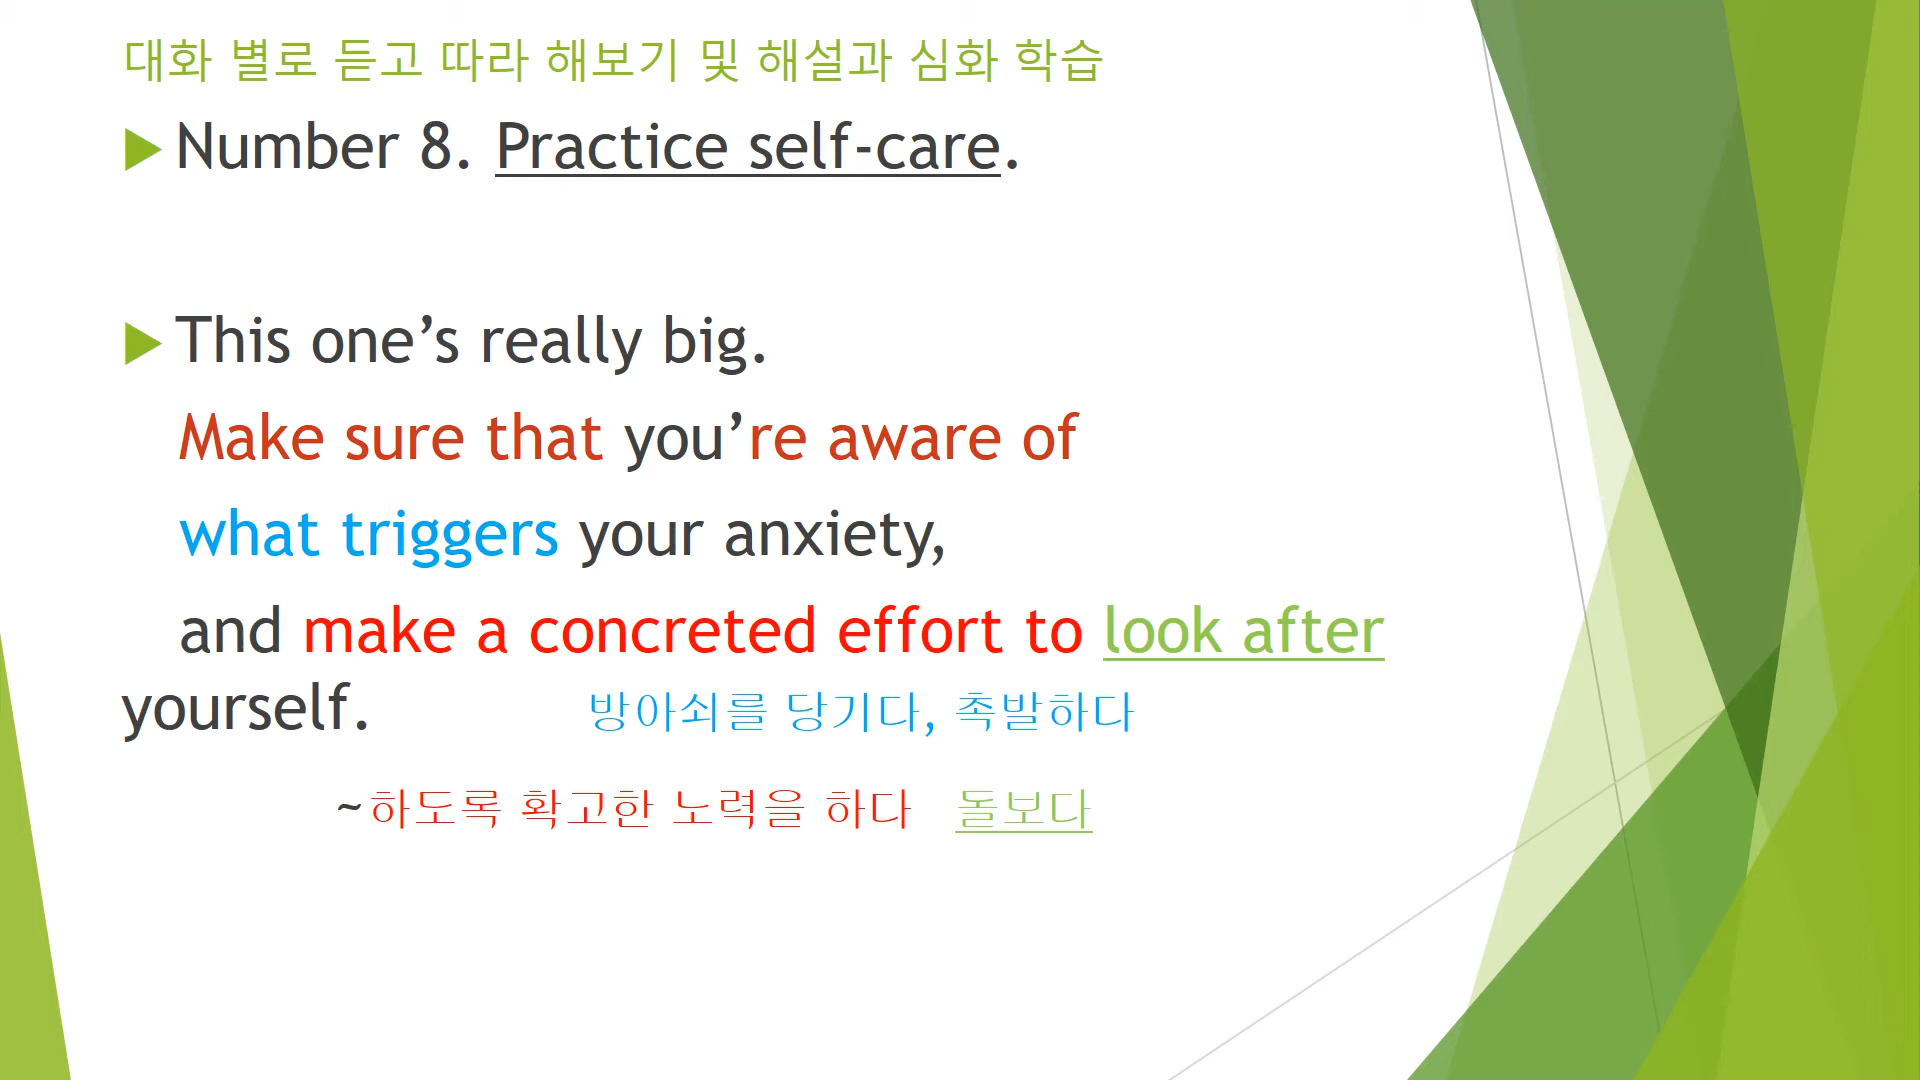 대화 별로 듣고 따라 해보기 및 해설과 심화 학습
Number 8. Practice self-care.
This one’s really big.
Make sure that you’re aware of
what triggers your anxiety,
and make a concreted effort to look after
yourself. 방아쇠를 당기다, 촉발하다
~하도록 확고한 노력을 하다 돌보다